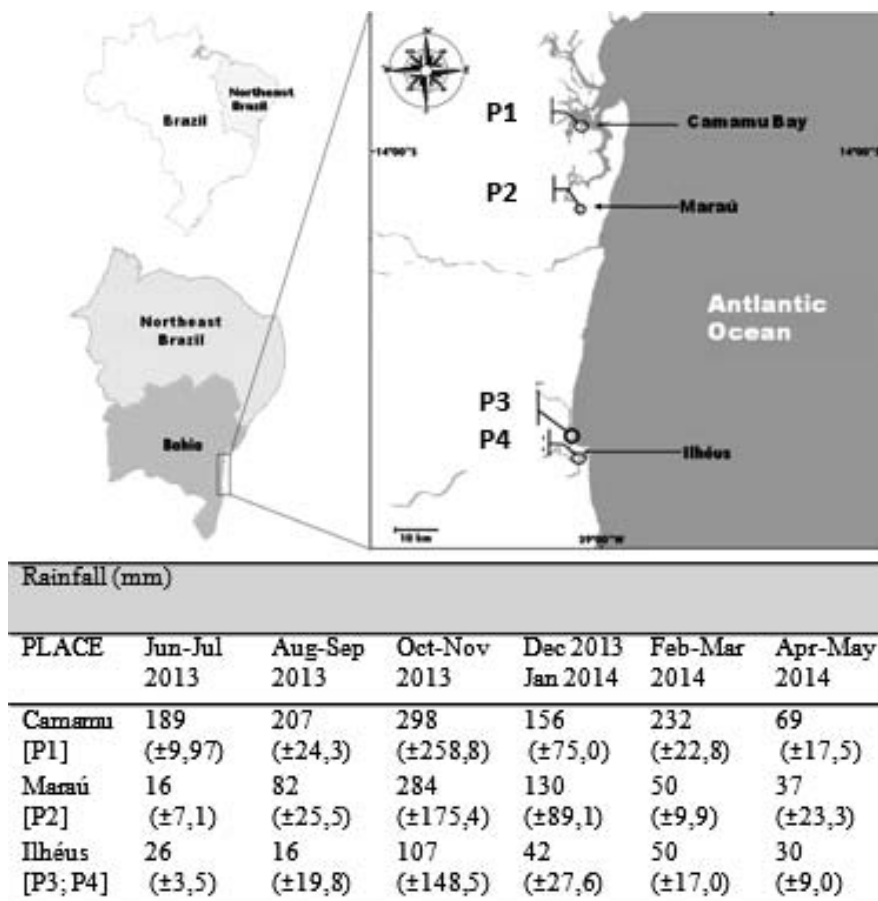 Northeast
Brazil
Brazil
P1
Camamu Bay
14°00'S
14°00'S
P2
Maraú
Northeast
Brazil
Antlantic
Ocean
P3
P4
Bahia
Ilhéus
10 km
39°00'W
Rainfall (mm)
PLACE Jun-Jul Aug-Sep Oct-Nov Dec 2013 Feb-Mar Apr-May
2013 2013 2013 Jan 2014 2014 2014
Camamu 189 207 298 156 232 69
[P1] (±9,97) (±24,3) (±258,8) (±75,0) (±22,8) (±17,5)
Maraú 16 82 284 130 50 37
[P2] (±7,1) (±25,5) (±175,4) (±89,1) (±9,9) (±23,3)
Ilhéus 26 16 107 42 50 30
[P3; P4] (±3,5) (±19,8) (±148,5) (±27,6) (±17,0) (±9,0)